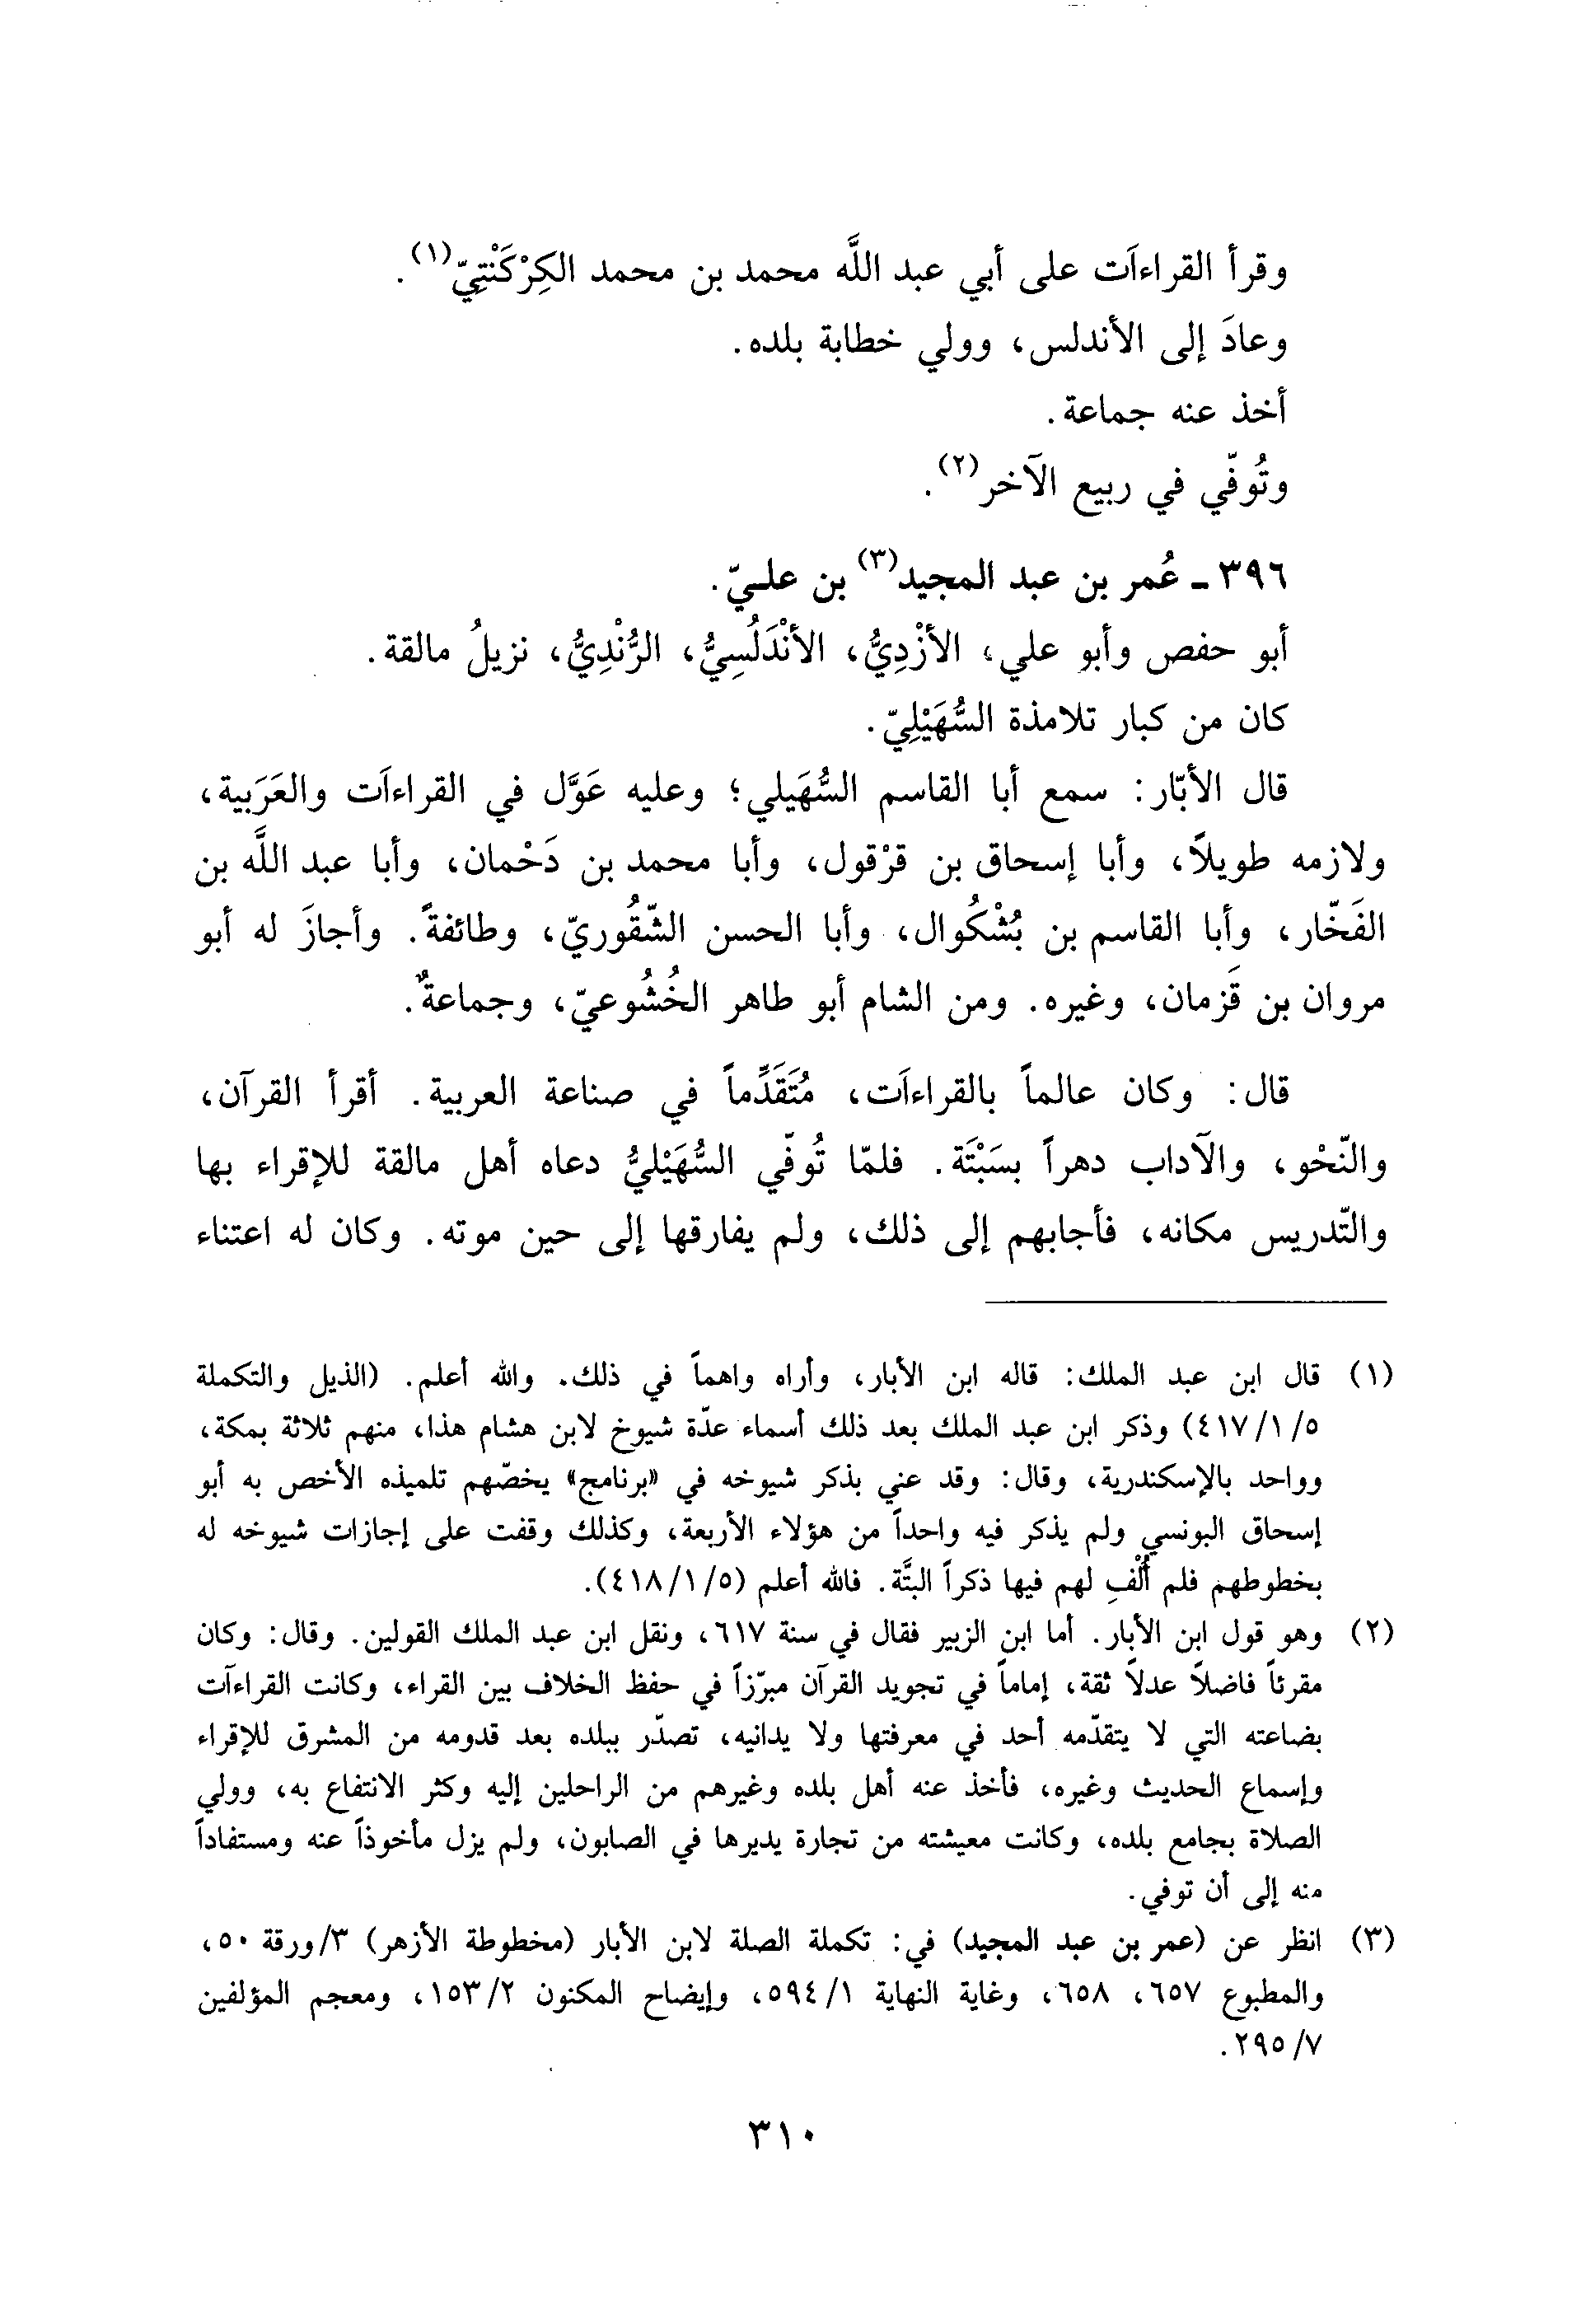 وقرأ القراءآت على أبي عبد اللَّه محمد بن محمد الكِرْكَنْتِيّ(١).
وعادَ إلى الأندلس، وولي خطابة بلده.
أخذ عنه جماعة.
وتُوفّي في ربيع الآخر(٢).
٣٩٦ ـ عُمر بن عبد المجيد(٣) بن علـيّ.
أبو حفص وأبو علي، الأزْدِيُّ، الأنْدَلُسِيُّ، الرُّنْدِيُّ، نزيلُ مالقة.
كان من كبار تلامذة السُّهَيْلِيّ.
قال الأبّار: سمع أبا القاسم السُّهَيلي؛ وعليه عَوَّل في القراءآت والعَرَبية،
ولازمه طويلاً، وأبا إسحاق بن قرْقول، وأبا محمد بن دَحْمان، وأبا عبد اللَّه بن
الفَخّار، وأبا القاسم بن بُشْكُوال، وأبا الحسن الشّقُوريّ، وطائفةً. وأجازَ له أبو
مروان بن قَزمان، وغيره. ومن الشام أبو طاهر الخُشُوعيّ، وجماعةٌ.
قال: وكان عالماً بالقراءآت، مُتَقَدِّماً في صناعة العربية. أقرأ القرآن،
والنّحْو، والآداب دهراً بسَبْتَة. فلمّا تُوفّي السُّهَيْليُّ دعاه أهل مالقة للإقراء بها
والتّدريس مكانه، فأجابهم إلى ذلك، ولم يفارقها إلى حين موته. وكان له اعتناء
(١) قال ابن عبد الملك: قاله ابن الأبار، وأراه واهماً في ذلك. والله أعلم. (الذيل والتكملة
٥/ ١/ ٤١٧) وذكر ابن عبد الملك بعد ذلك أسماء عدّة شيوخ لابن هشام هذا، منهم ثلاثة بمكة،
وواحد بالإسكندرية، وقال: وقد عني بذكر شيوخه في «برنامج» يخصّهم تلميذه الأخص به أبو
إسحاق البونسي ولم يذكر فيه واحداً من هؤلاء الأربعة، وكذلك وقفت على إجازات شيوخه له
بخطوطهم فلم أُلْفِ لهم فيها ذكراً البتَّة. فالله أعلم (٥/ ١/ ٤١٨).
(٢) وهو قول ابن الأبار. أما ابن الزبير فقال في سنة ٦١٧، ونقل ابن عبد الملك القولين. وقال: وكان
مقرئاً فاضلاً عدلاً ثقة، إماماً في تجويد القرآن مبرّزاً في حفظ الخلاف بين القراء، وكانت القراءآت
بضاعته التي لا يتقدّمه أحد في معرفتها ولا يدانيه، تصدّر ببلده بعد قدومه من المشرق للإقراء
وإسماع الحديث وغيره، فأخذ عنه أهل بلده وغيرهم من الراحلين إليه وكثر الانتفاع به، وولي
الصلاة بجامع بلده، وكانت معيشته من تجارة يديرها في الصابون، ولم يزل مأخوذاً عنه ومستفاداً
منه إلى أن توفي.
(٣) انظر عن (عمر بن عبد المجيد) في: تكملة الصلة لابن الأبار (مخطوطة الأزهر) ٣/ورقة ٥٠،
والمطبوع ٦٥٧، ٦٥٨، وغاية النهاية ١/ ٥٩٤، وإيضاح المكنون ٢/ ١٥٣، ومعجم المؤلفين
٧/ ٢٩٥.
٣١٠